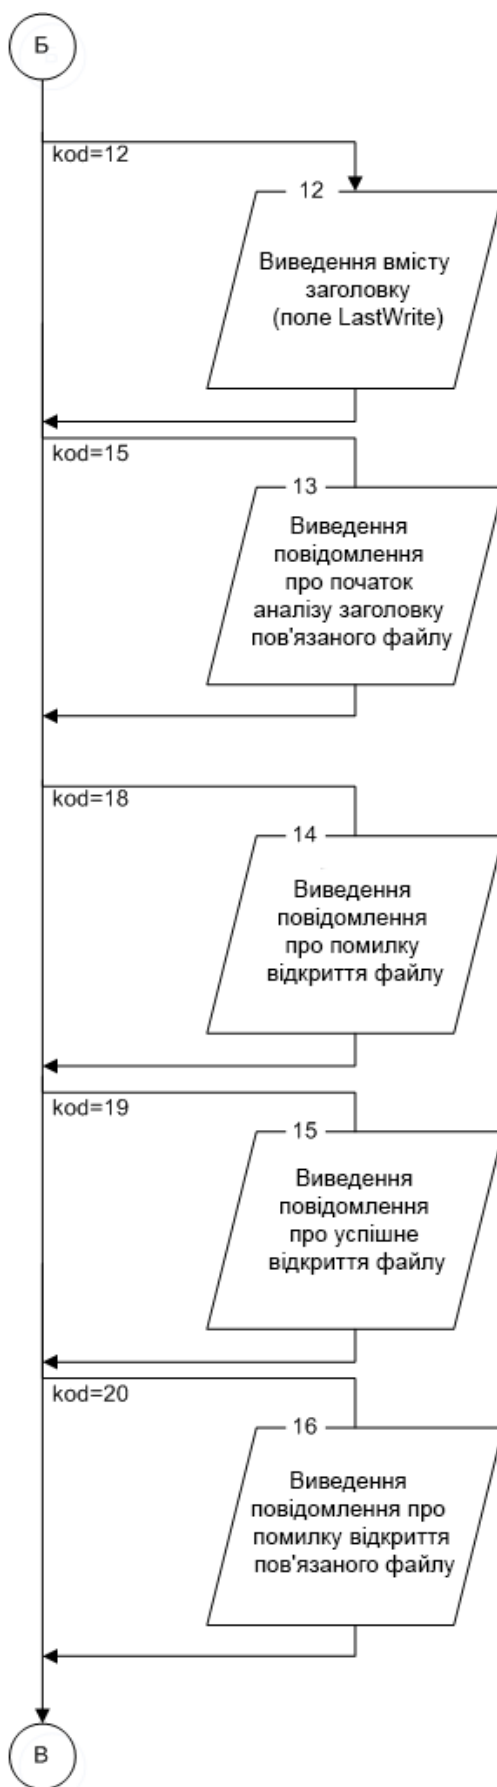 Б
kod=12
12
Виведення вмісту
заголовку
(поле LastWrite)
kod=15
13
Виведення
повідомлення
про початок
аналізу заголовку
пов'язаного файлу
kod=18
14
Виведення
повідомлення
про помилку
відкриття файлу
kod=19
15
Виведення
повідомлення
про успішне
відкриття файлу
kod=20
16
Виведення
повідомлення про
помилку відкриття
пов'язаного файлу
В